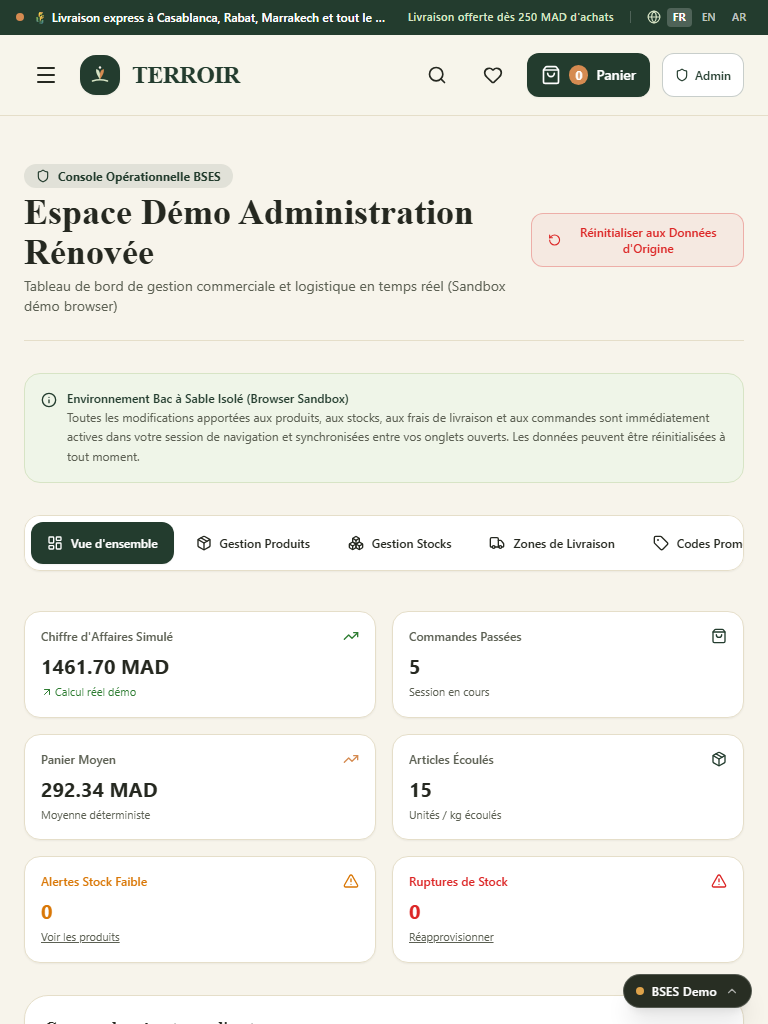 Livraison express à Casablanca, Rabat, Marrakech et tout le ...
Livraison offerte dès 250 MAD d'achats
FR EN AR
TERROIR
0 Panier
Admin
Console Opérationnelle BSES
Espace Démo Administration
Rénovée
Réinitialiser aux Données
d'Origine
Tableau de bord de gestion commerciale et logistique en temps réel (Sandbox
démo browser)
Environnement Bac à Sable Isolé (Browser Sandbox)
Toutes les modifications apportées aux produits, aux stocks, aux frais de livraison et aux commandes sont immédiatement
actives dans votre session de navigation et synchronisées entre vos onglets ouverts. Les données peuvent être réinitialisées à
tout moment.
Vue d'ensemble
Gestion Produits
Gestion Stocks
Zones de Livraison
Codes Prom
Chiffre d'Affaires Simulé
1461.70 MAD
Calcul réel démo
Commandes Passées
5
Session en cours
Panier Moyen
292.34 MAD
Moyenne déterministe
Articles Écoulés
15
Unités / kg écoulés
Alertes Stock Faible
0
Voir les produits
Ruptures de Stock
0
Réapprovisionner
BSES Demo